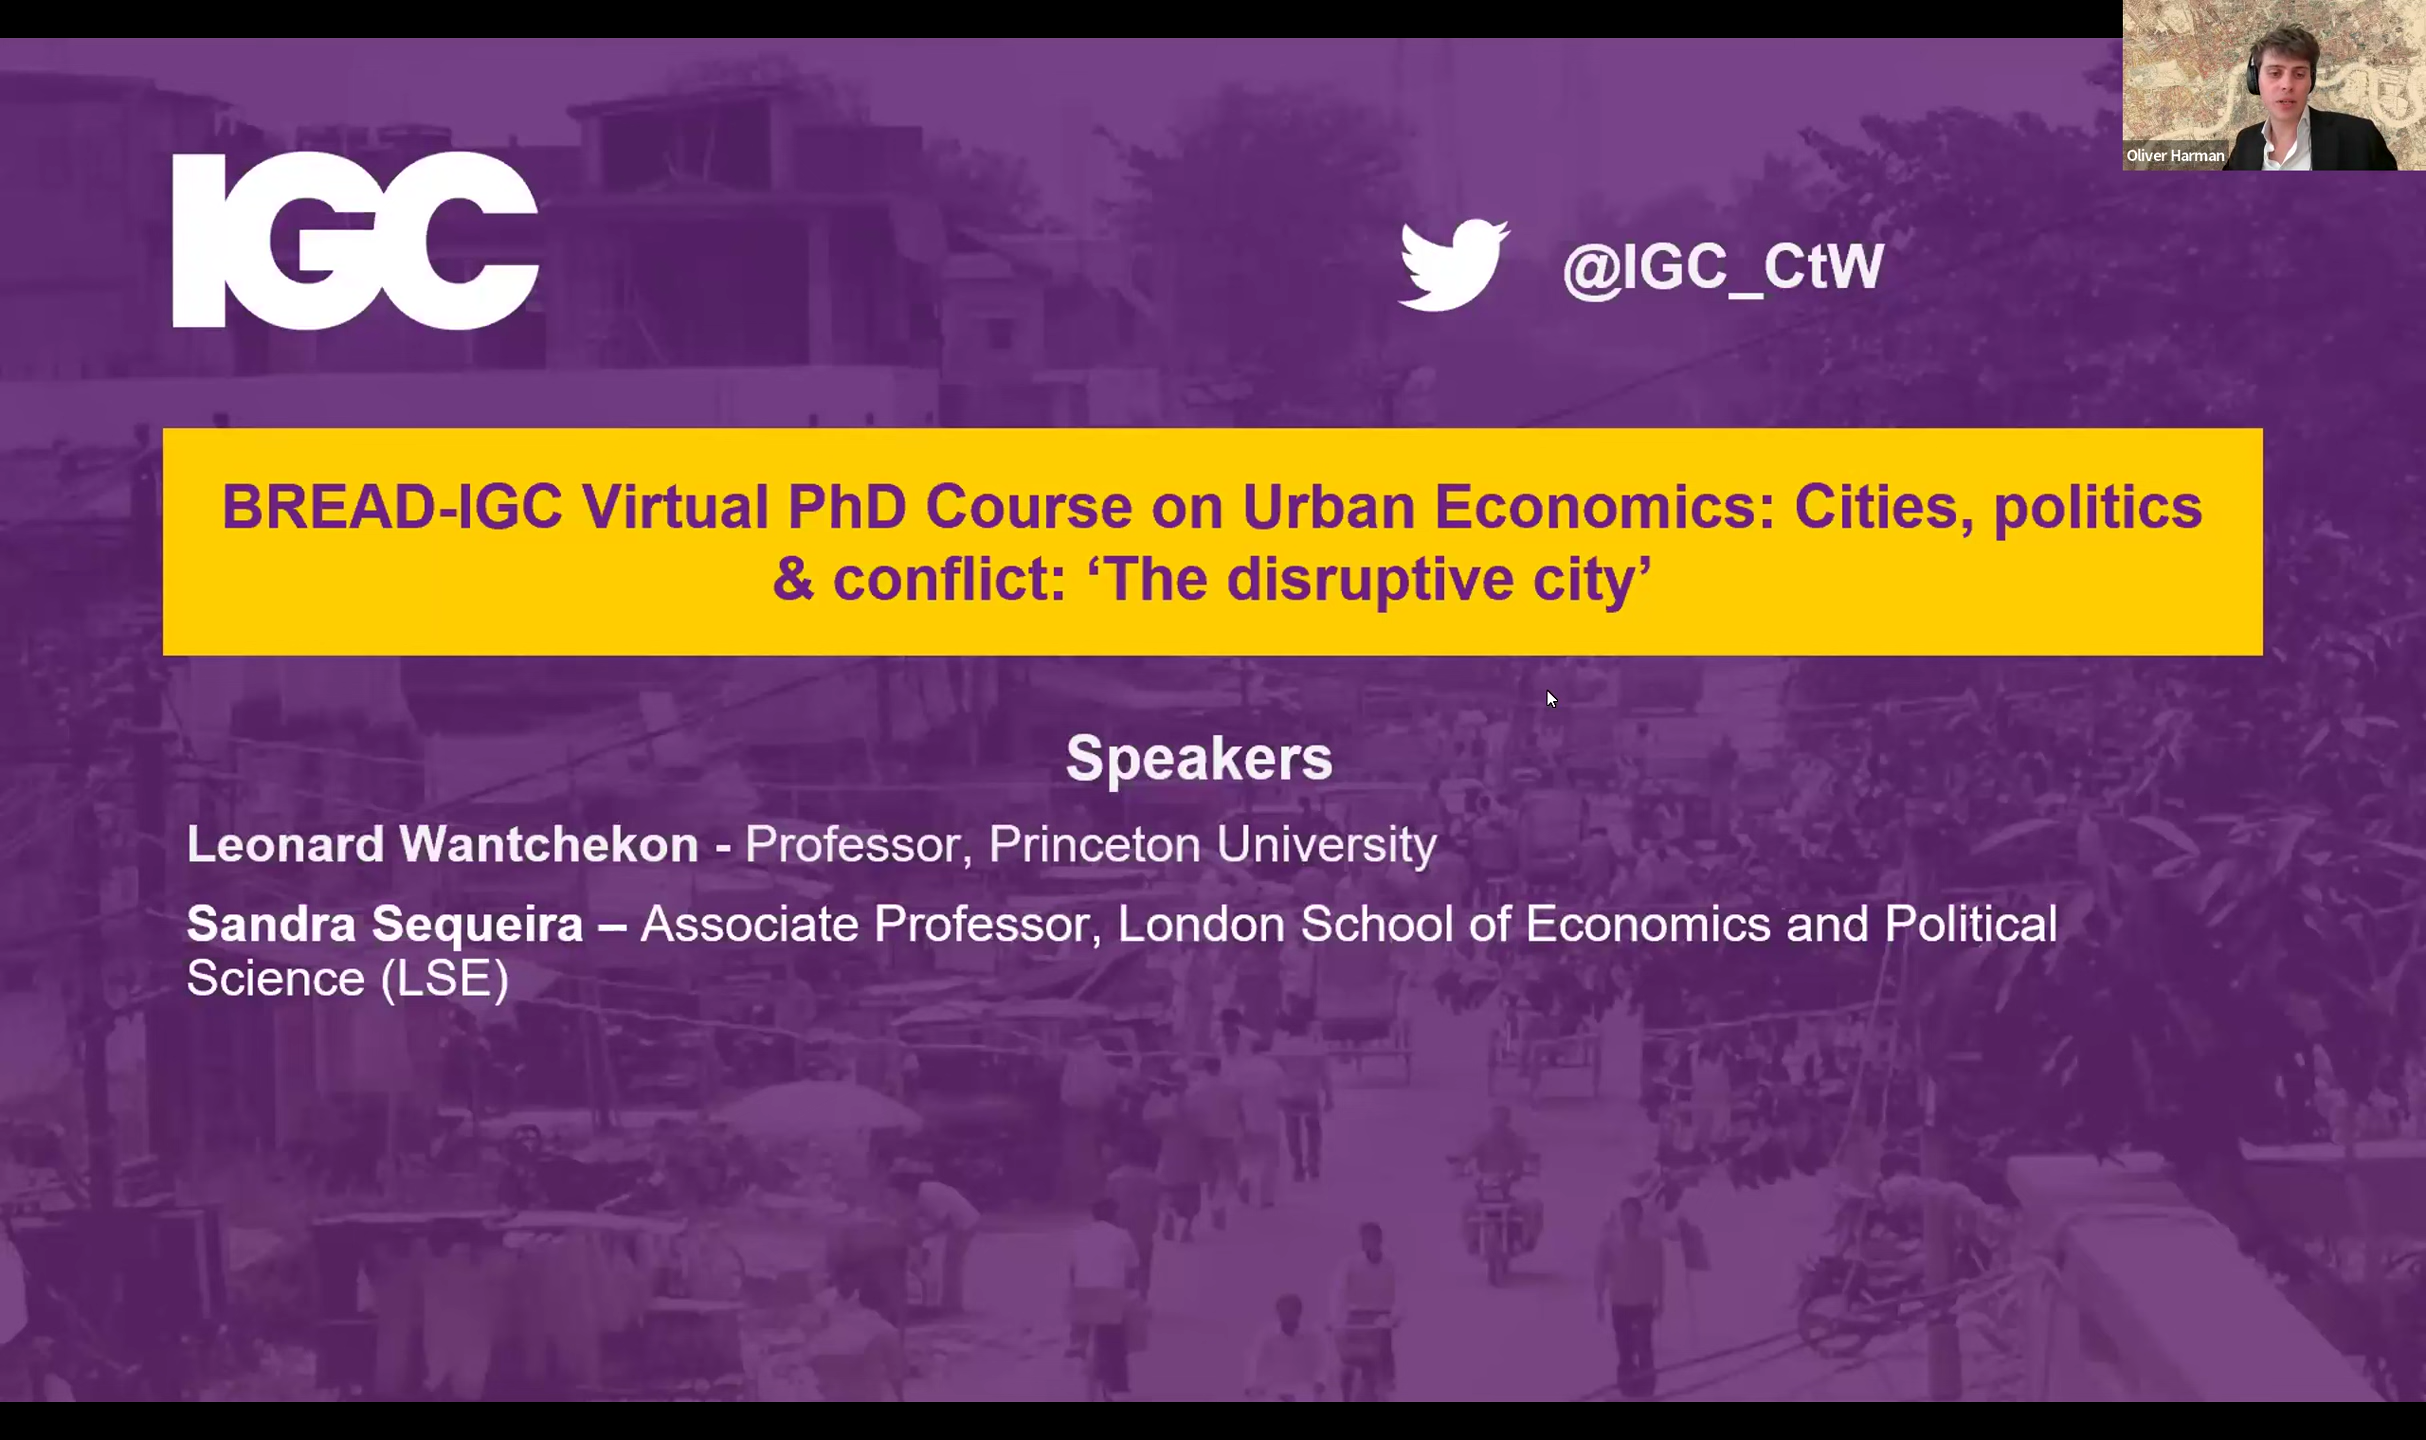 Oliver Harman
IGC
@IGC_CtW
BREAD-IGC Virtual PhD Course on Urban Economics: Cities, politics
& conflict: ‘The disruptive city’
Speakers
Leonard Wantchekon - Professor, Princeton University
Sandra Sequeira – Associate Professor, London School of Economics and Political
Science (LSE)